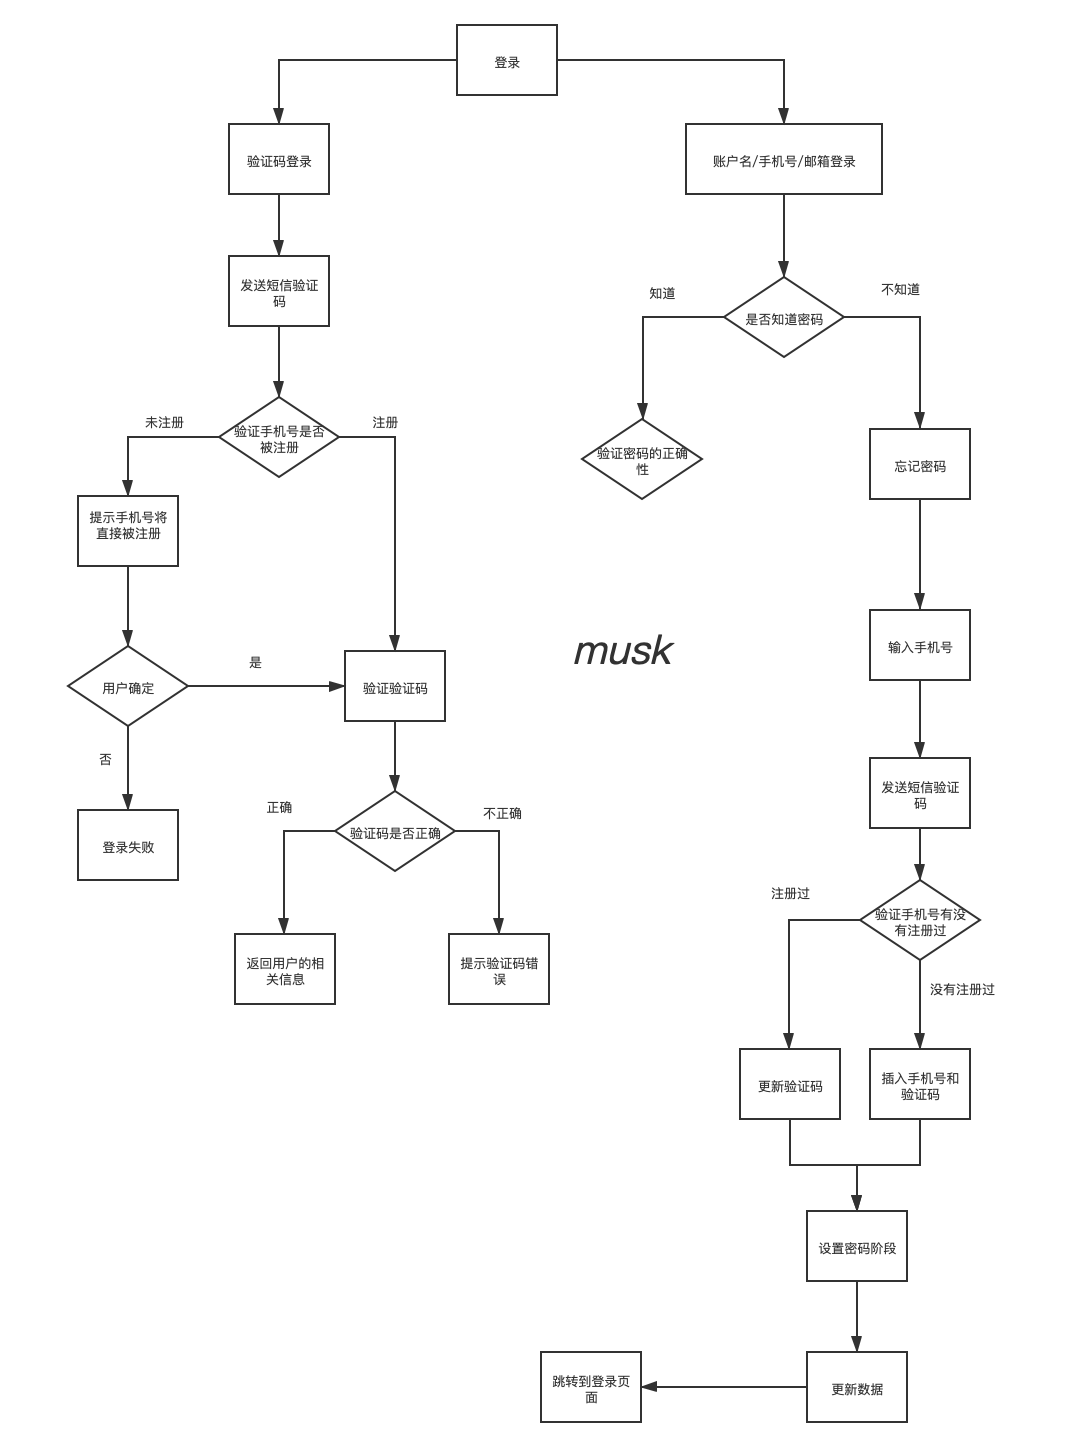 登录
验证码登录
账户名/手机号/邮箱登录
发送短信验证
码
知道
不知道
是否知道密码
未注册
注册
验证手机号是否
被注册
验证密码的正确
性
忘记密码
提示手机号将
直接被注册
musk
输入手机号
是
用户确定
验证验证码
否
发送短信验证
码
正确
不正确
验证码是否正确
登录失败
注册过
验证手机号有没
有注册过
返回用户的相
关信息
提示验证码错
误
没有注册过
更新验证码
插入手机号和
验证码
设置密码阶段
跳转到登录页
面
更新数据